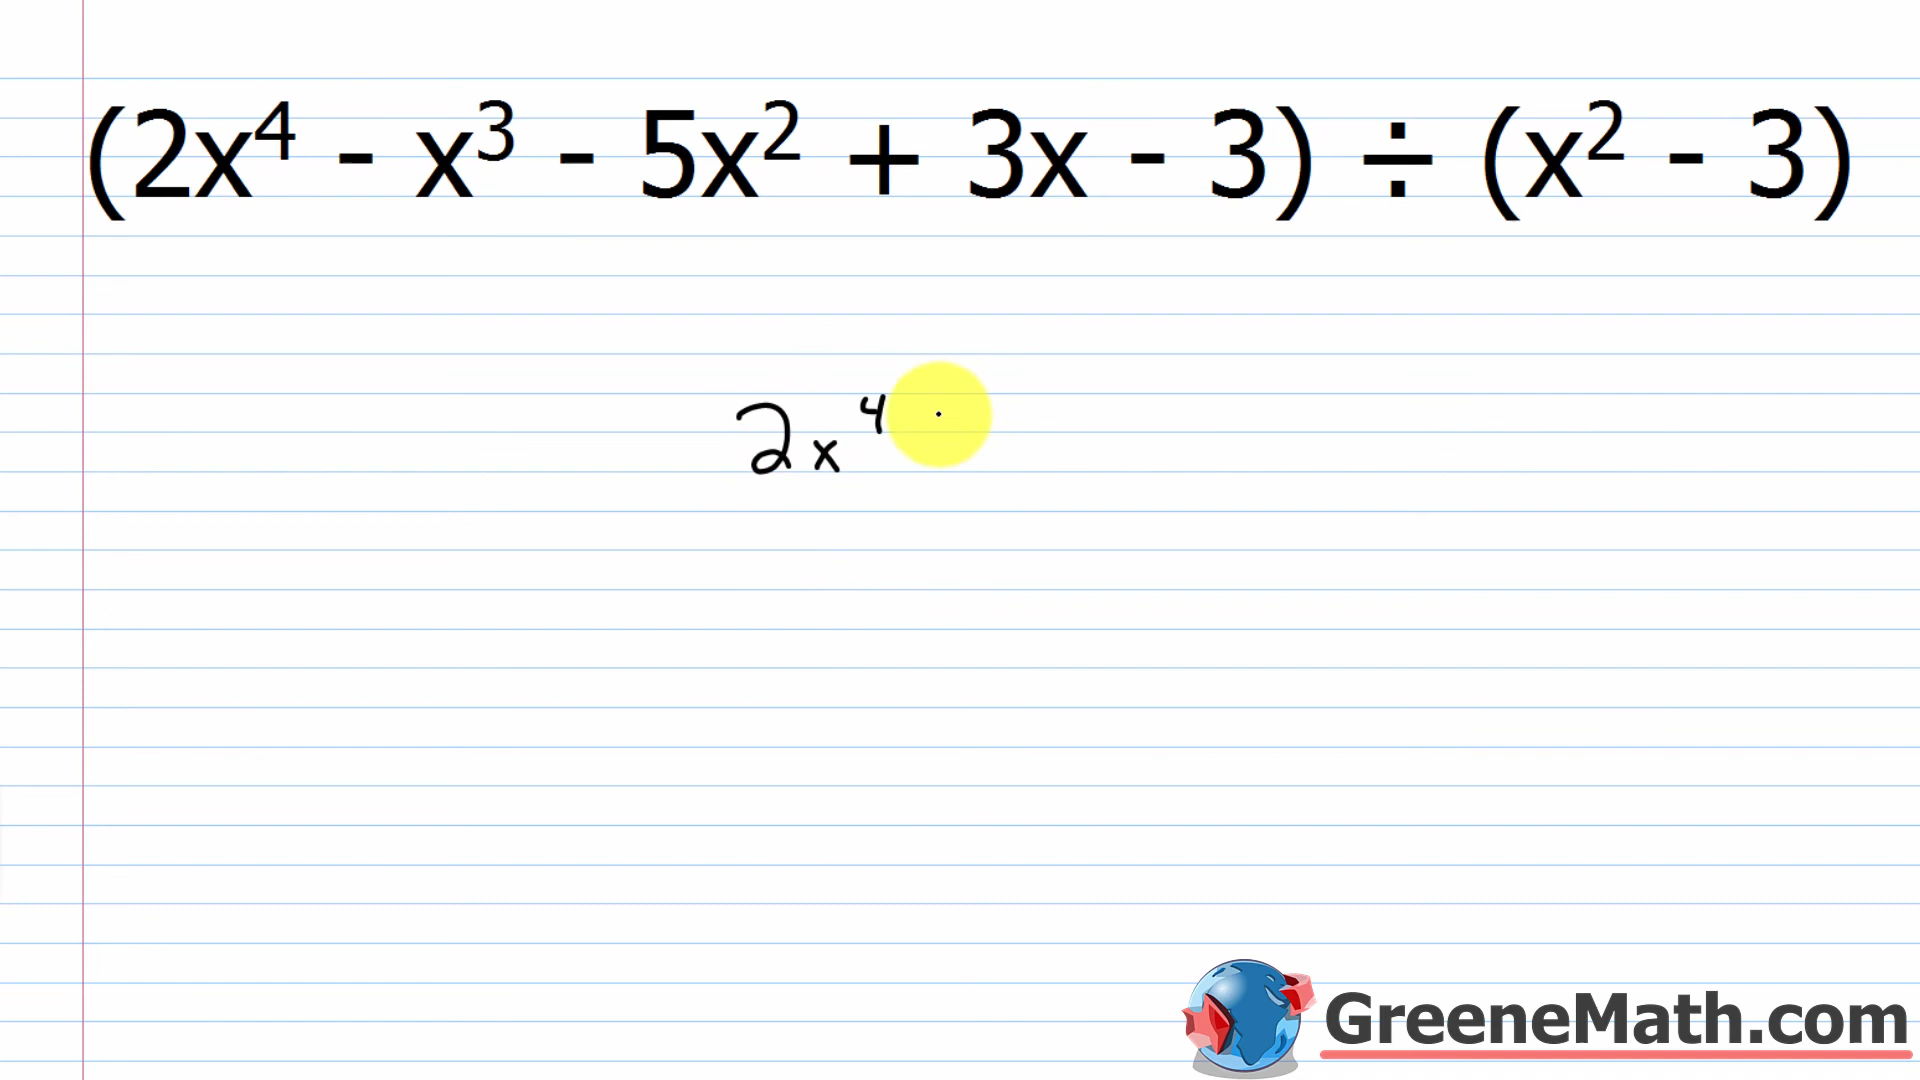 (2x⁴ - x³ - 5x² + 3x - 3) ÷ (x² - 3)
2x⁴
GreeneMath.com